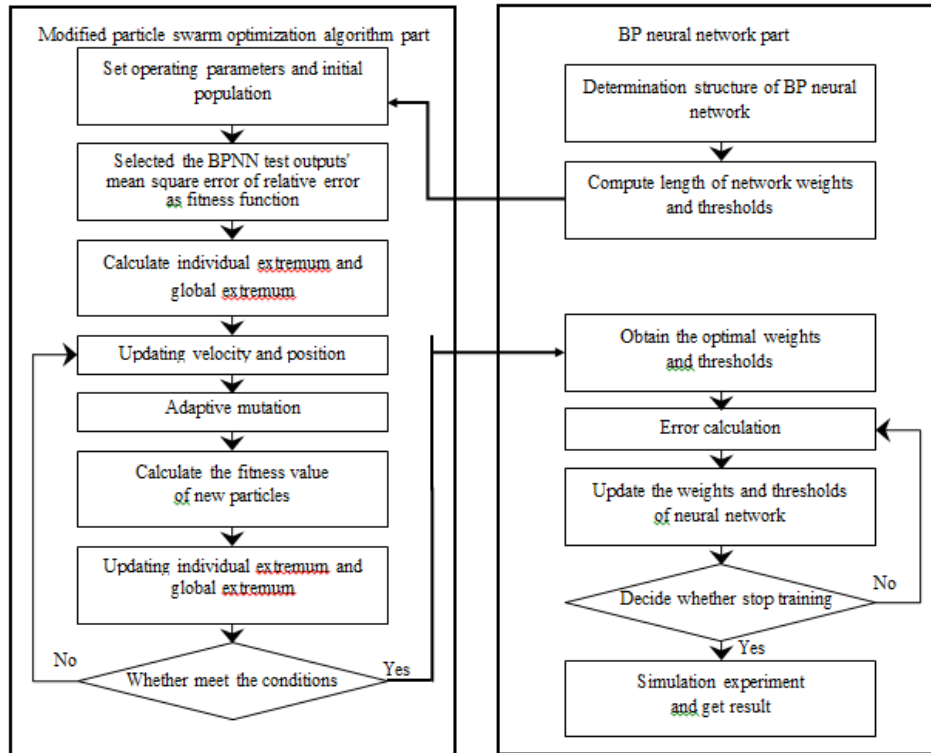 Modified particle swarm optimization algorithm part
Set operating parameters and initial
population
Selected the BPNN test outputs'
mean square error of relative error
as fitness function
Calculate individual extremum and
global extremum
Updating velocity and position
Adaptive mutation
Calculate the fitness value
of new particles
Updating individual extremum and
global extremum
No
Whether meet the conditions
Yes
BP neural network part
Determination structure of BP neural
network
Compute length of network weights
and thresholds
Obtain the optimal weights
and thresholds
Error calculation
Update the weights and thresholds
of neural network
No
Decide whether stop training
Yes
Simulation experiment
and get result